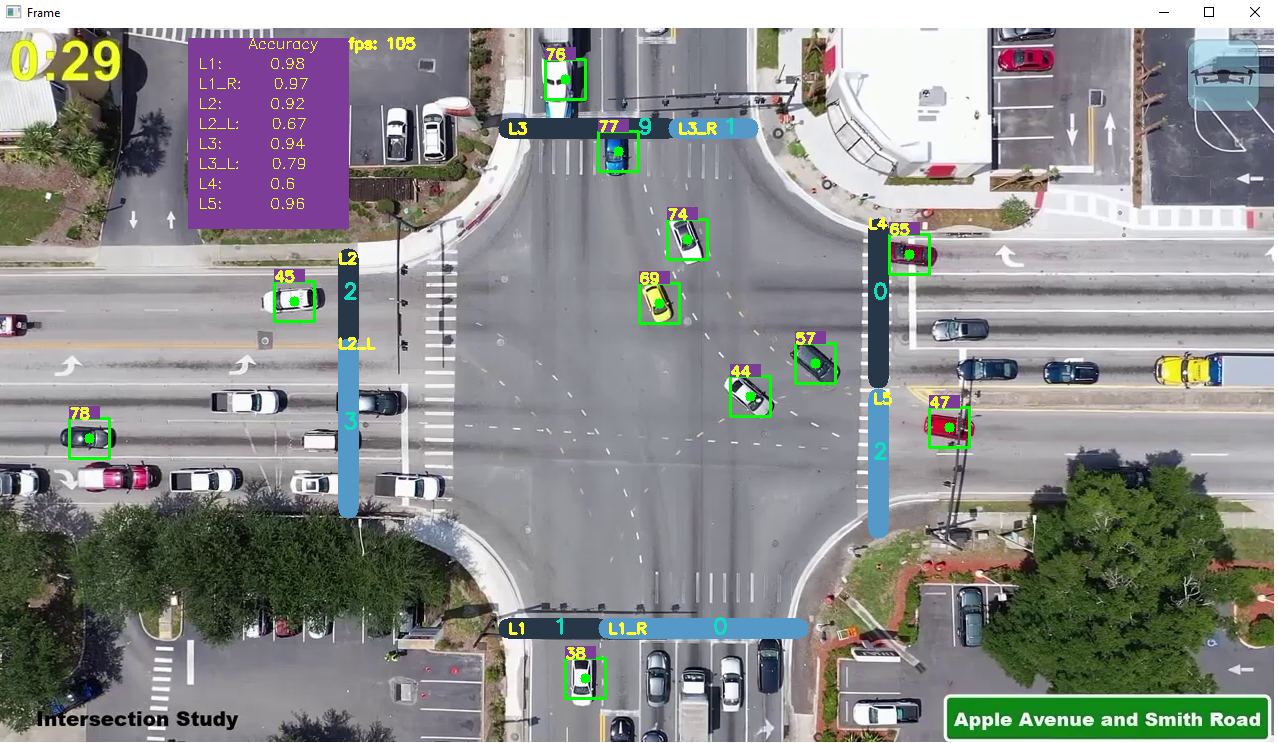 Frame
0:29
Accuracy
L1: 0.98
L1_R: 0.97
L2: 0.92
L2_L: 0.67
L3: 0.94
L3_L: 0.79
L4: 0.6
L5: 0.96
fps: 105
76
L3 9 L3_R 1
77
74
L4
65
L2
45
69
2
0
L2_L
57
44
L5
47
78
3
2
L1 1 L1_R 0
38
Intersection Study
Apple Avenue and Smith Road